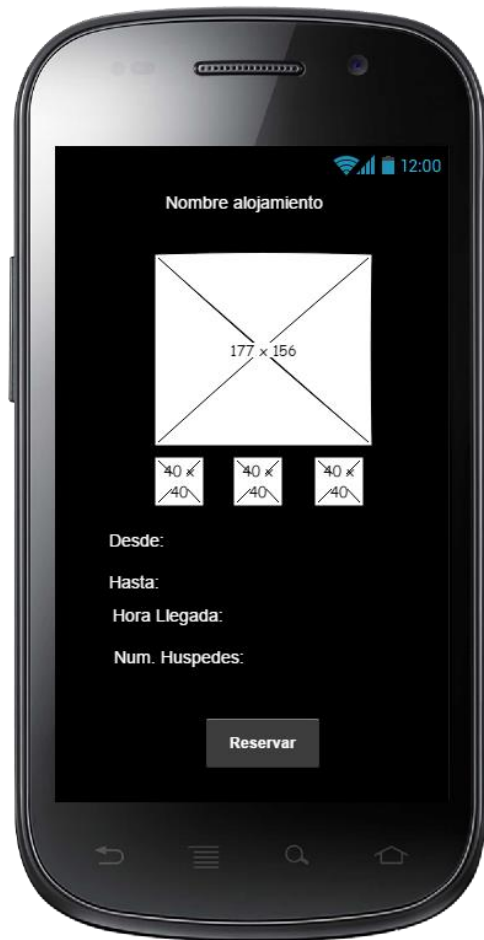 12:00
Nombre alojamiento
177 x 156
40 x 40 x 40 x
40 40 40
Desde:
Hasta:
Hora Llegada:
Num. Huspedes:
Reservar